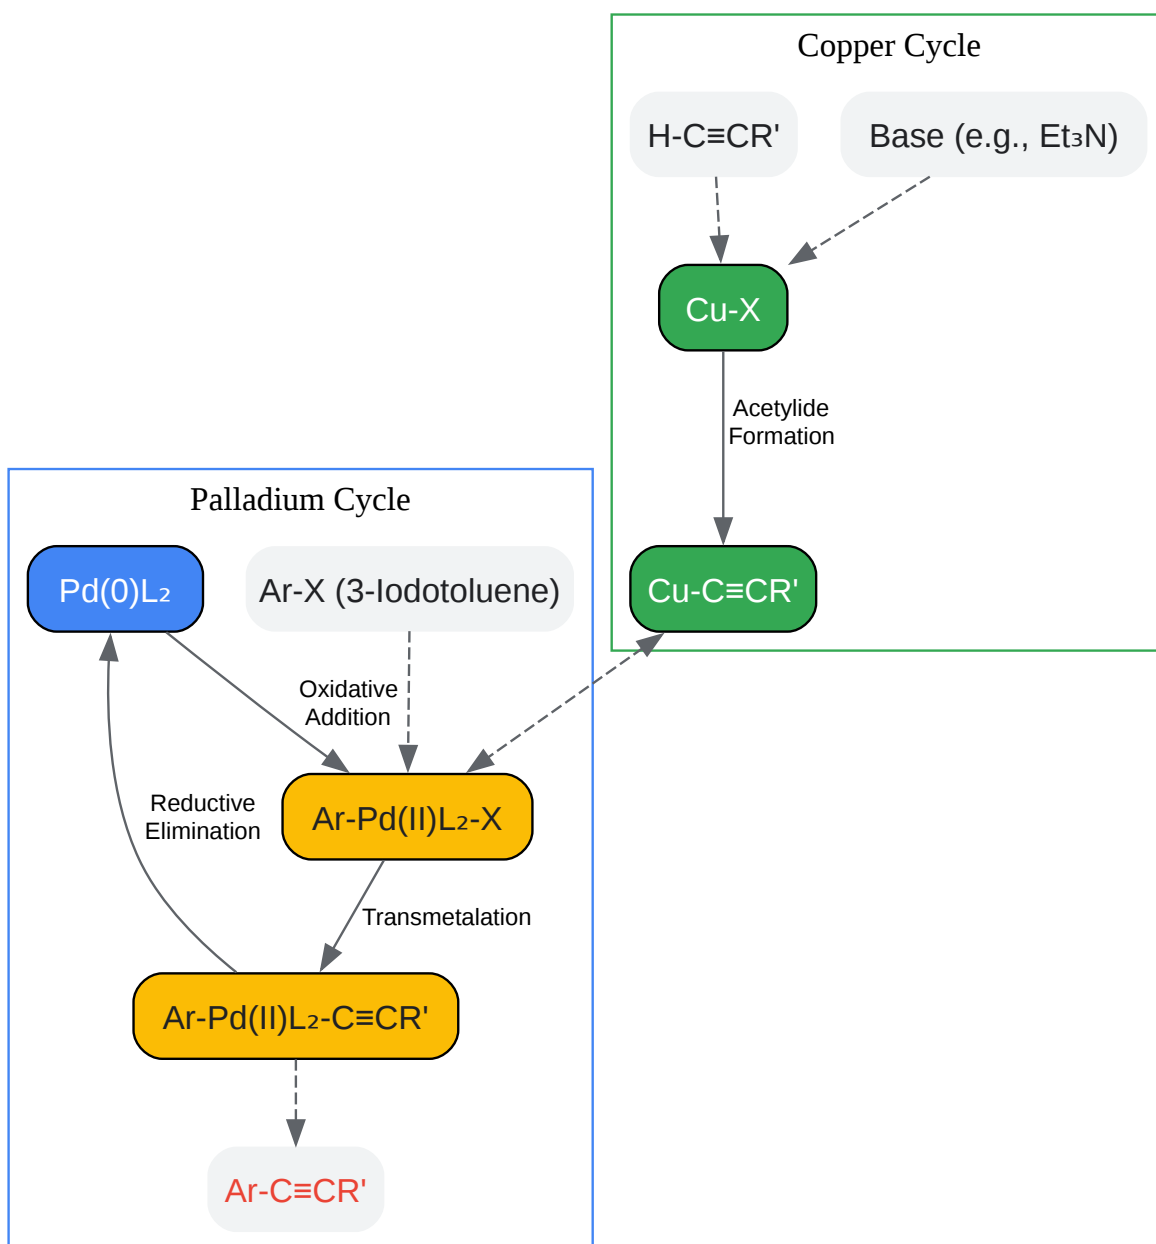 Copper Cycle
H-C≡CR'
Base (e.g., Et₃N)
Cu-X
Acetylide
Formation
Cu-C≡CR'
Palladium Cycle
Pd(0)L₂
Ar-X (3-Iodotoluene)
Oxidative
Addition
Reductive
Elimination
Ar-Pd(II)L₂-X
Transmetalation
Ar-Pd(II)L₂-C≡CR'
Ar-C≡CR'